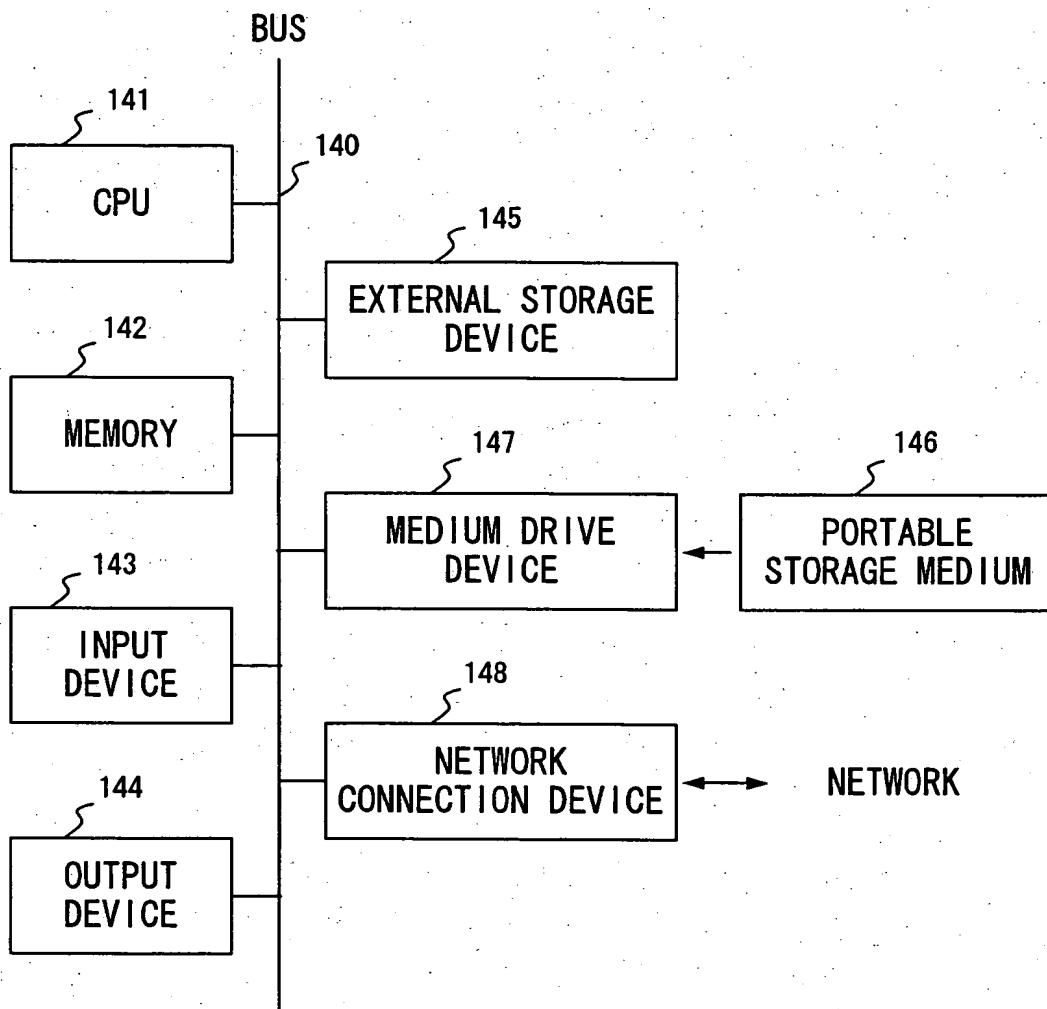 BUS
141
CPU
140
145
EXTERNAL STORAGE
DEVICE
142
MEMORY
147
MEDIUM DRIVE
DEVICE
146
PORTABLE
STORAGE MEDIUM
143
INPUT
DEVICE
148
NETWORK
CONNECTION DEVICE
NETWORK
144
OUTPUT
DEVICE